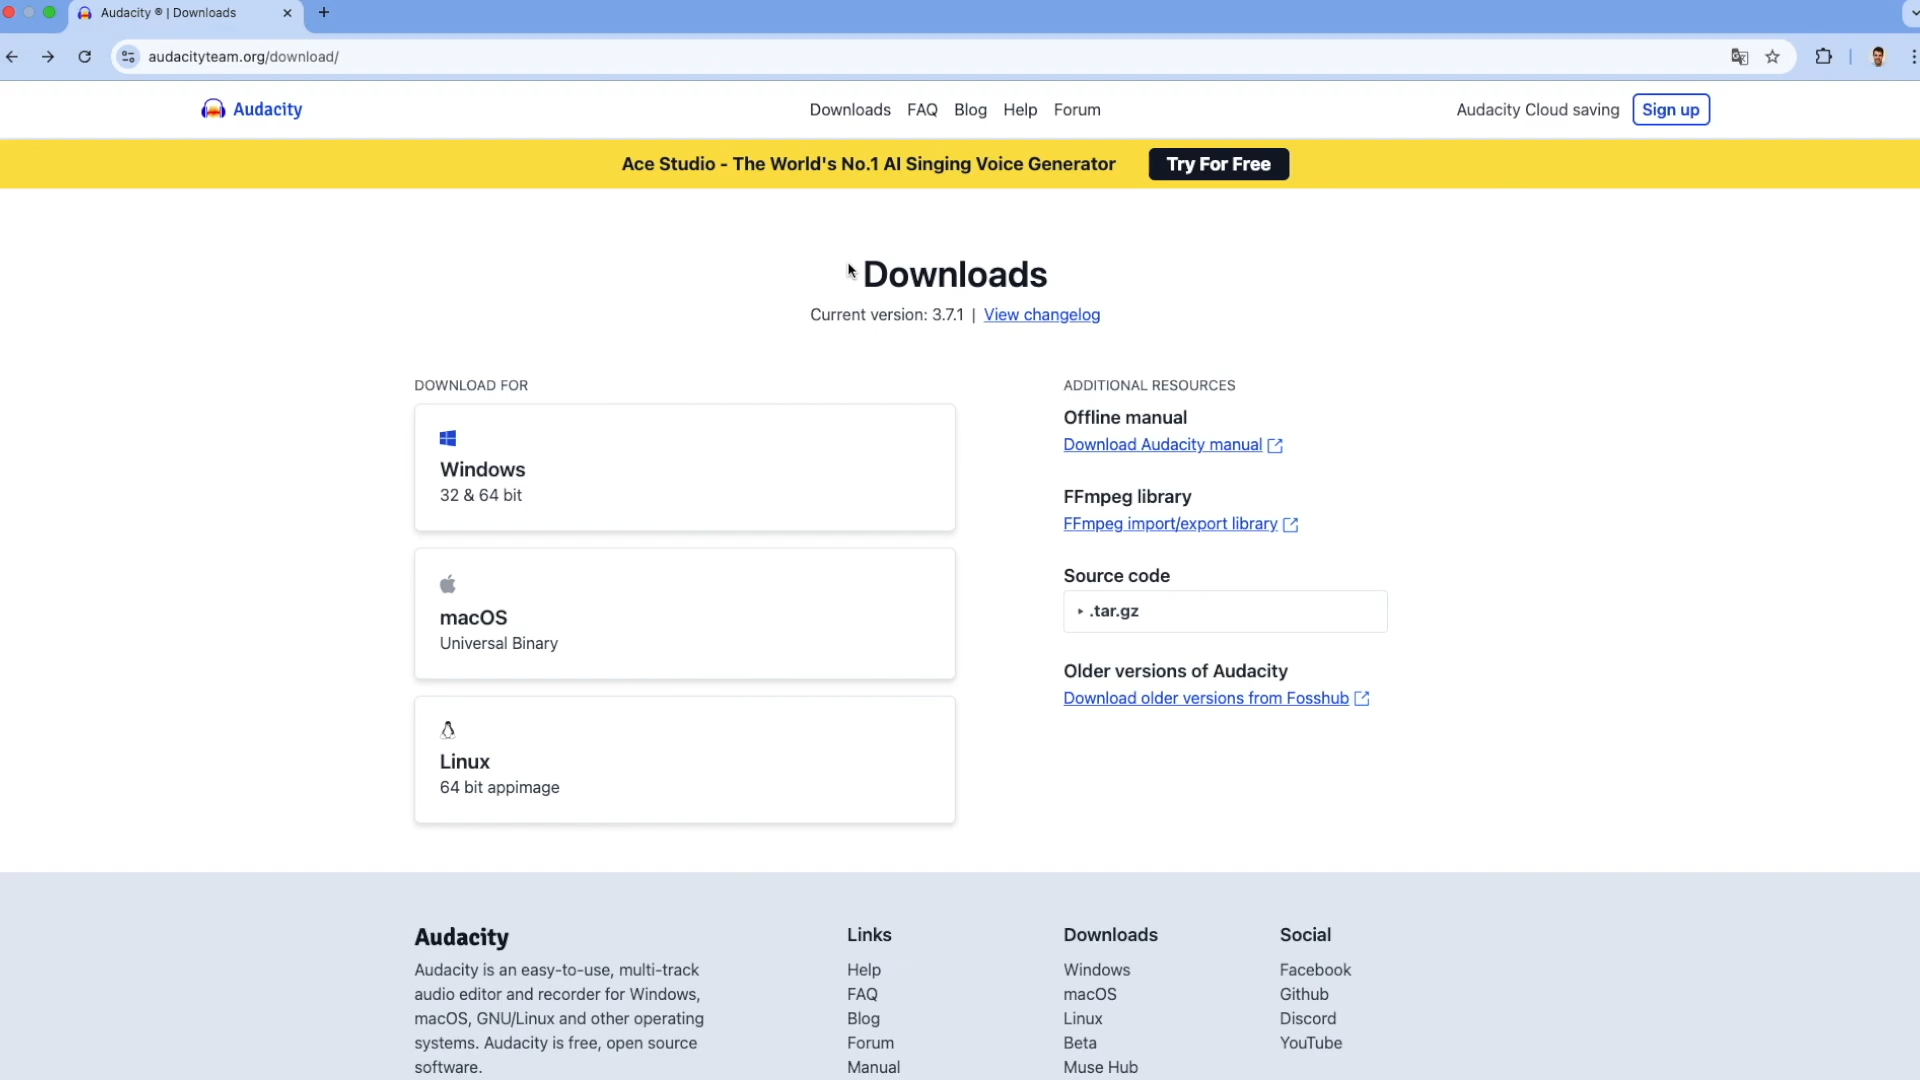 Audacity ® | Downloads
audacityteam.org/download/
Audacity
Downloads FAQ Blog Help Forum
Audacity Cloud saving Sign up
Ace Studio - The World's No.1 AI Singing Voice Generator Try For Free
Downloads
Current version: 3.7.1 | View changelog
DOWNLOAD FOR
Windows
32 & 64 bit
macOS
Universal Binary
Linux
64 bit appimage
ADDITIONAL RESOURCES
Offline manual
Download Audacity manual
FFmpeg library
FFmpeg import/export library
Source code
.tar.gz
Older versions of Audacity
Download older versions from Fosshub
Audacity
Audacity is an easy-to-use, multi-track
audio editor and recorder for Windows,
macOS, GNU/Linux and other operating
systems. Audacity is free, open source
software.
Links
Help
FAQ
Blog
Forum
Manual
Downloads
Windows
macOS
Linux
Beta
Muse Hub
Social
Facebook
Github
Discord
YouTube